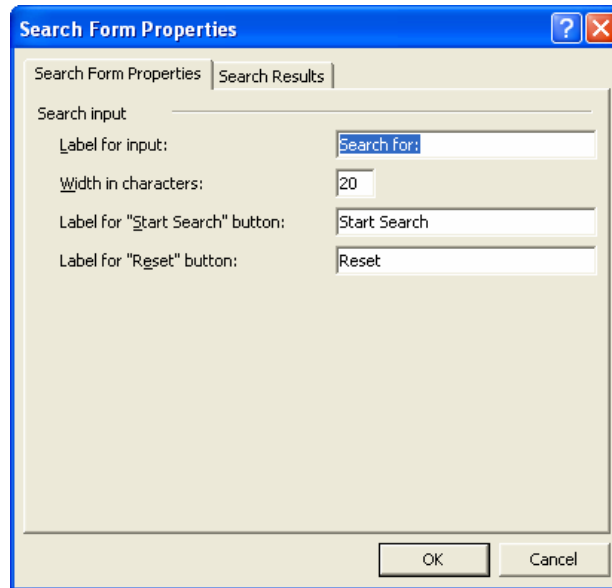 Search Form Properties
Search Form Properties Search Results
Search input
Label for input: Search for:
Width in characters: 20
Label for "Start Search" button: Start Search
Label for "Reset" button: Reset
OK Cancel